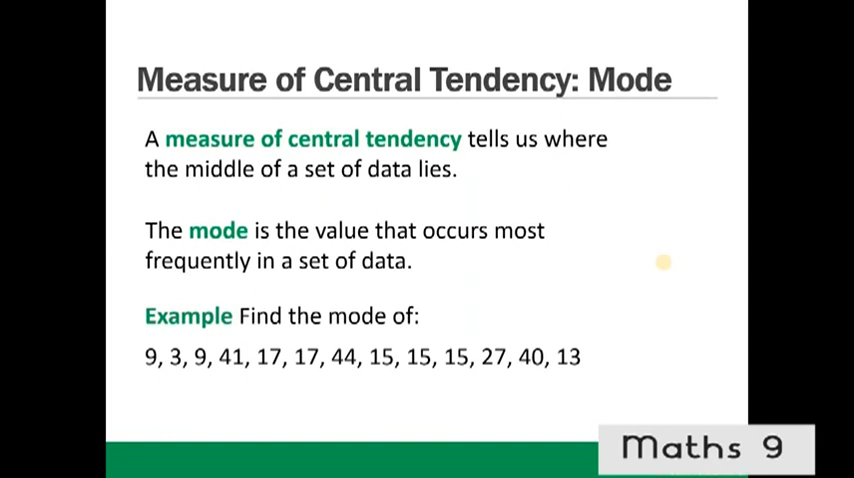 Measure of Central Tendency: Mode
A measure of central tendency tells us where
the middle of a set of data lies.
The mode is the value that occurs most
frequently in a set of data.
Example Find the mode of:
9, 3, 9, 41, 17, 17, 44, 15, 15, 15, 27, 40, 13
Maths 9